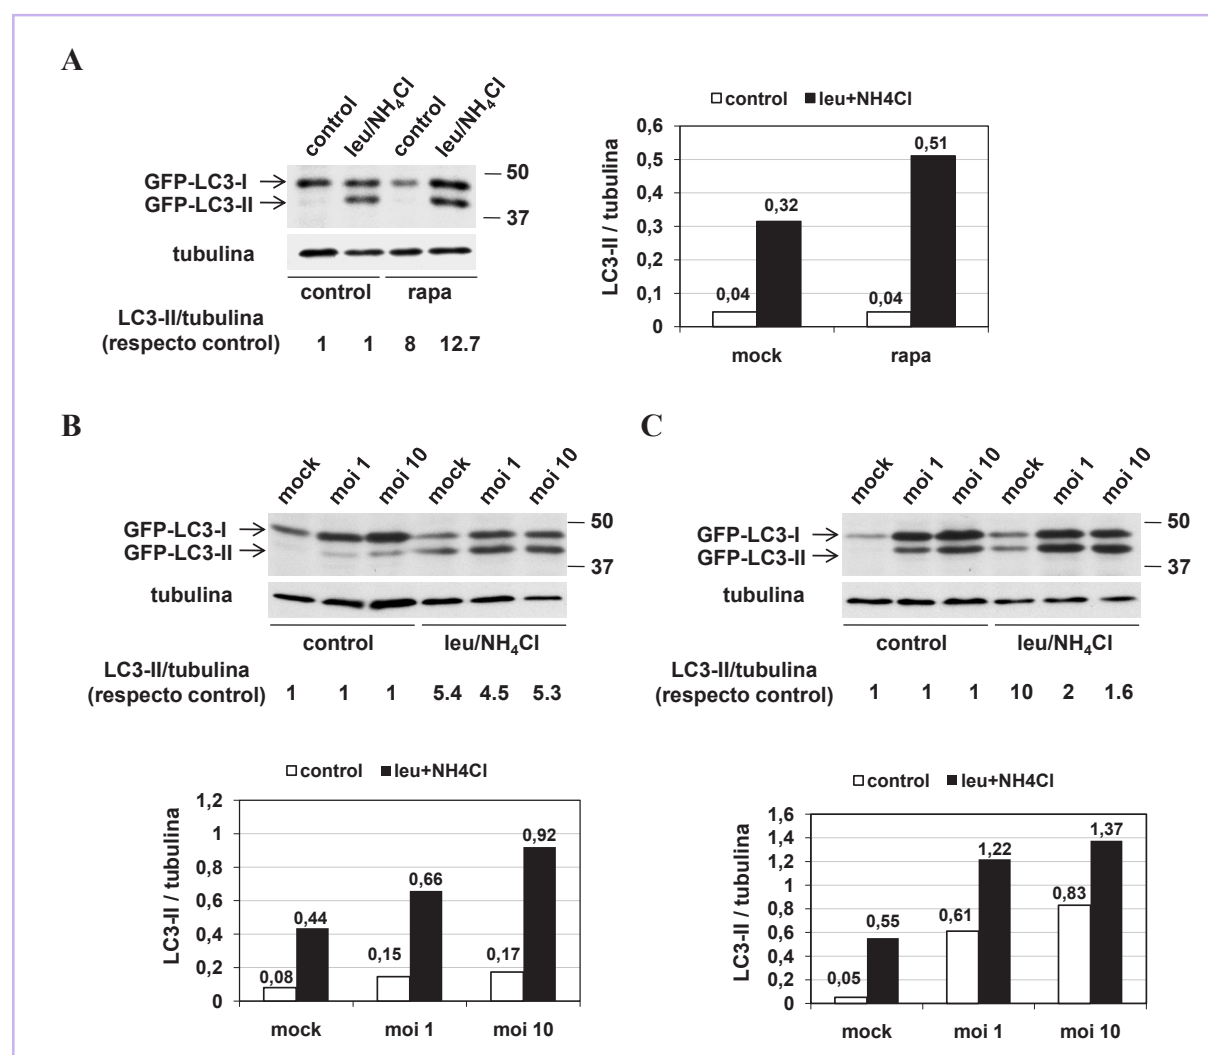 A
control
leu/NH₄Cl
control
leu/NH₄Cl
GFP-LC3-I
GFP-LC3-II
50
37
tubulina
control rapa
LC3-II/tubulina
(respecto control) 1 1 8 12.7
control leu+NH4Cl
LC3-II / tubulina
0,6
0,5
0,4
0,3
0,2
0,1
0
0,04 0,32 0,04 0,51
mock rapa
B
mock
moi 1
moi 10
mock
moi 1
moi 10
GFP-LC3-I
GFP-LC3-II
50
37
tubulina
control leu/NH₄Cl
LC3-II/tubulina
(respecto control) 1 1 1 5.4 4.5 5.3
control leu+NH4Cl
LC3-II / tubulina
1,2
1
0,8
0,6
0,4
0,2
0
0,08 0,44 0,15 0,66 0,17 0,92
mock moi 1 moi 10
C
mock
moi 1
moi 10
mock
moi 1
moi 10
GFP-LC3-I
GFP-LC3-II
50
37
tubulina
control leu/NH₄Cl
LC3-II/tubulina
(respecto control) 1 1 1 10 2 1.6
control leu+NH4Cl
LC3-II / tubulina
1,6
1,4
1,2
1
0,8
0,6
0,4
0,2
0
0,05 0,55 0,61 1,22 0,83 1,37
mock moi 1 moi 10